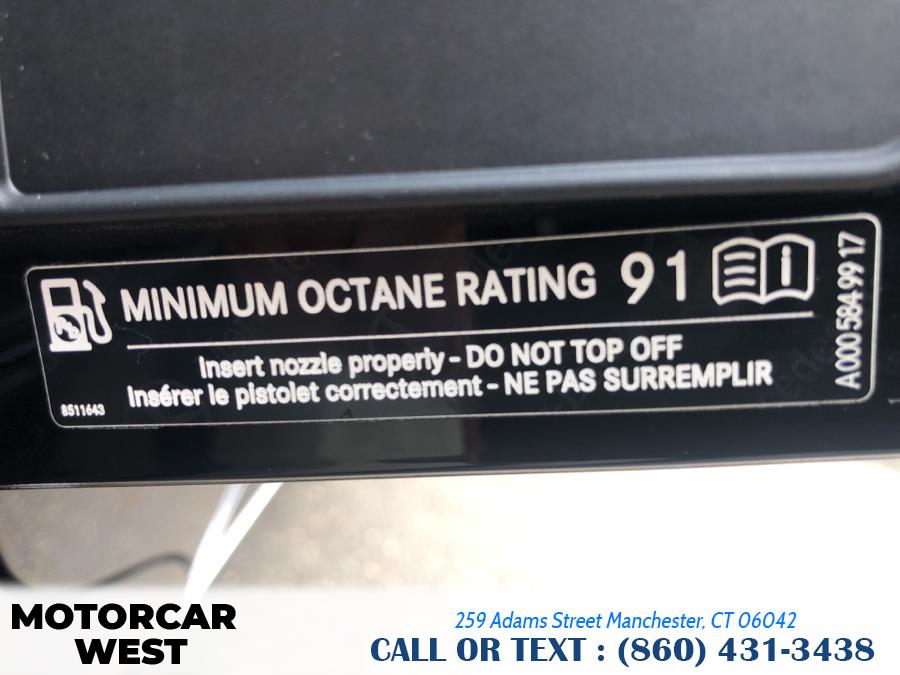 MINIMUM OCTANE RATING 91
Insert nozzle properly - DO NOT TOP OFF
Insérer le pistolet correctement - NE PAS SURREMPLIR
8511643
A 000 584 99 17
MOTORCAR
WEST
259 Adams Street Manchester, CT 06042
CALL OR TEXT : (860) 431-3438